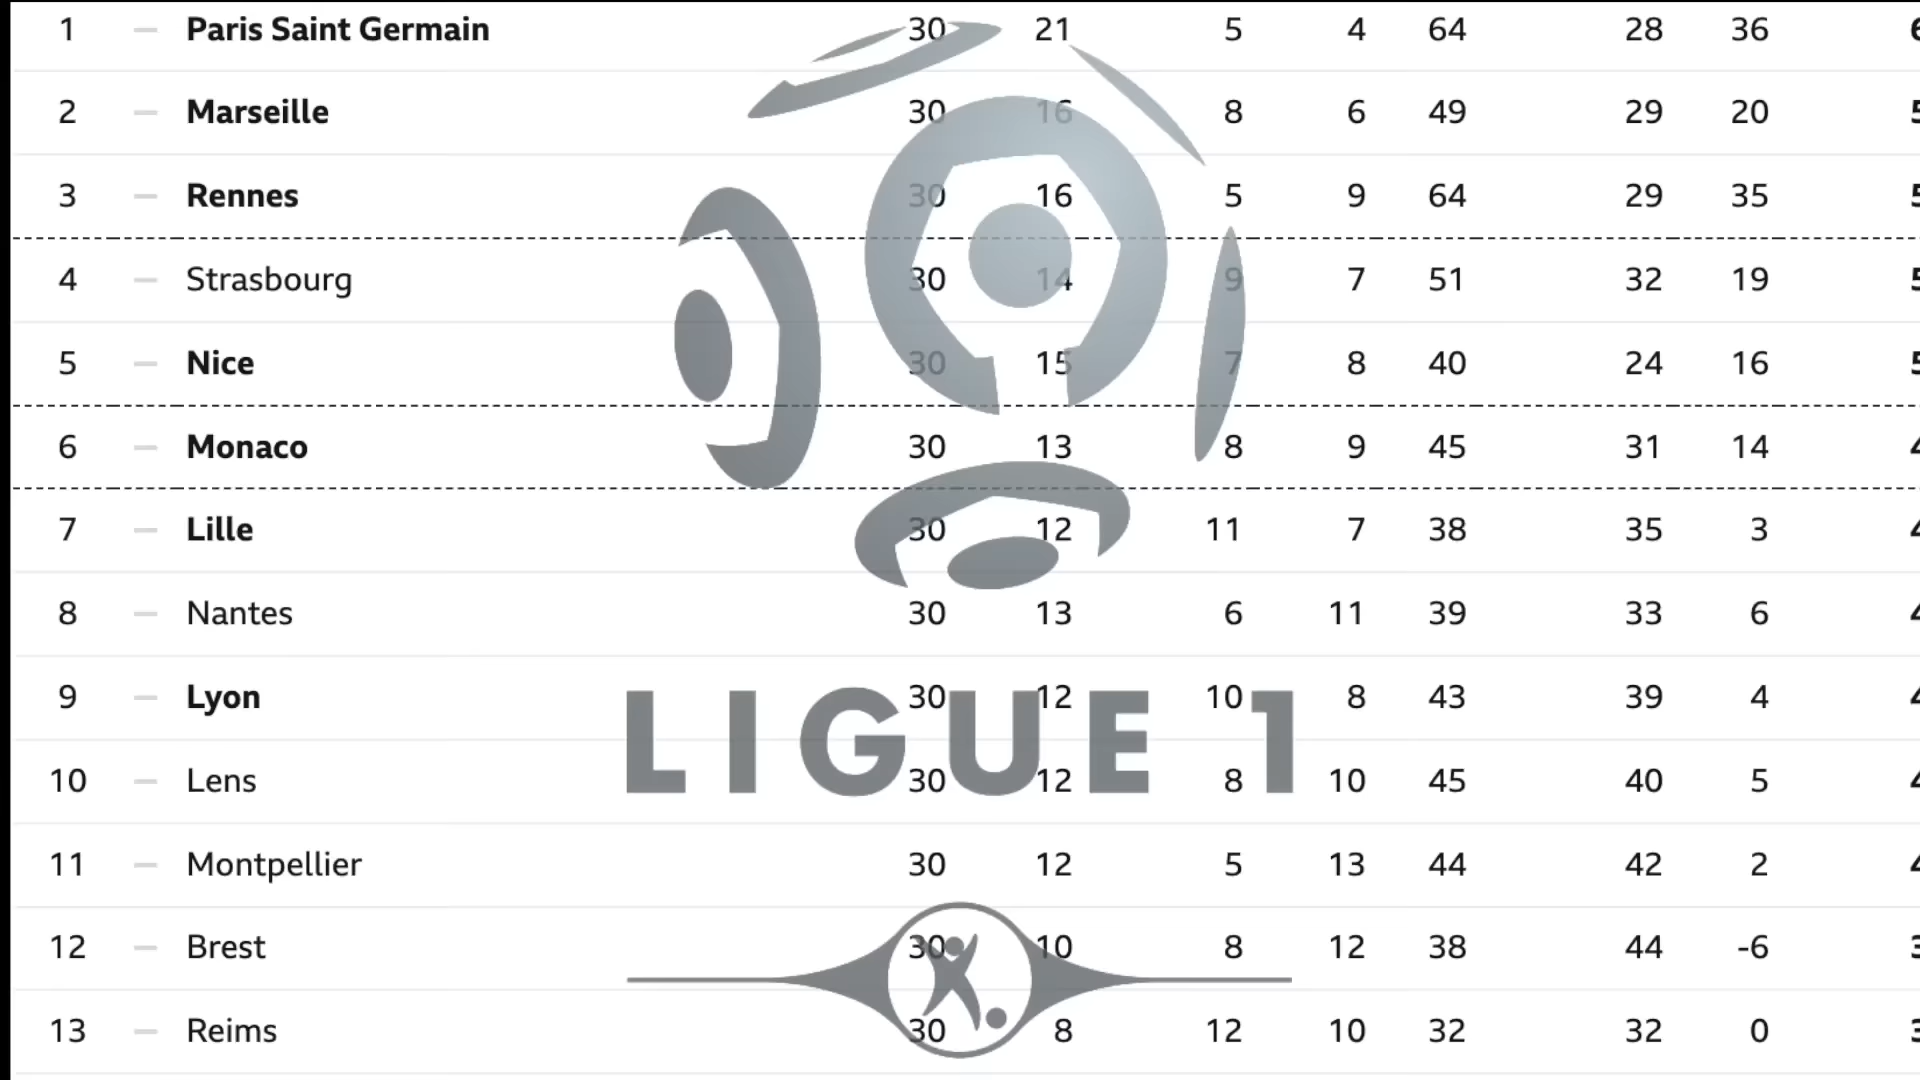 1 — Paris Saint Germain 30 21 5 4 64 28 36
2 — Marseille 30 16 8 6 49 29 20
3 — Rennes 30 16 5 9 64 29 35
4 — Strasbourg 30 14 9 7 51 32 19
5 — Nice 30 15 7 8 40 24 16
6 — Monaco 30 13 8 9 45 31 14
7 — Lille 30 12 11 7 38 35 3
8 — Nantes 30 13 6 11 39 33 6
9 — Lyon 30 12 10 8 43 39 4
LIGUE 1
10 — Lens 30 12 8 10 45 40 5
11 — Montpellier 30 12 5 13 44 42 2
12 — Brest 30 10 8 12 38 44 -6
13 — Reims 30 8 12 10 32 32 0